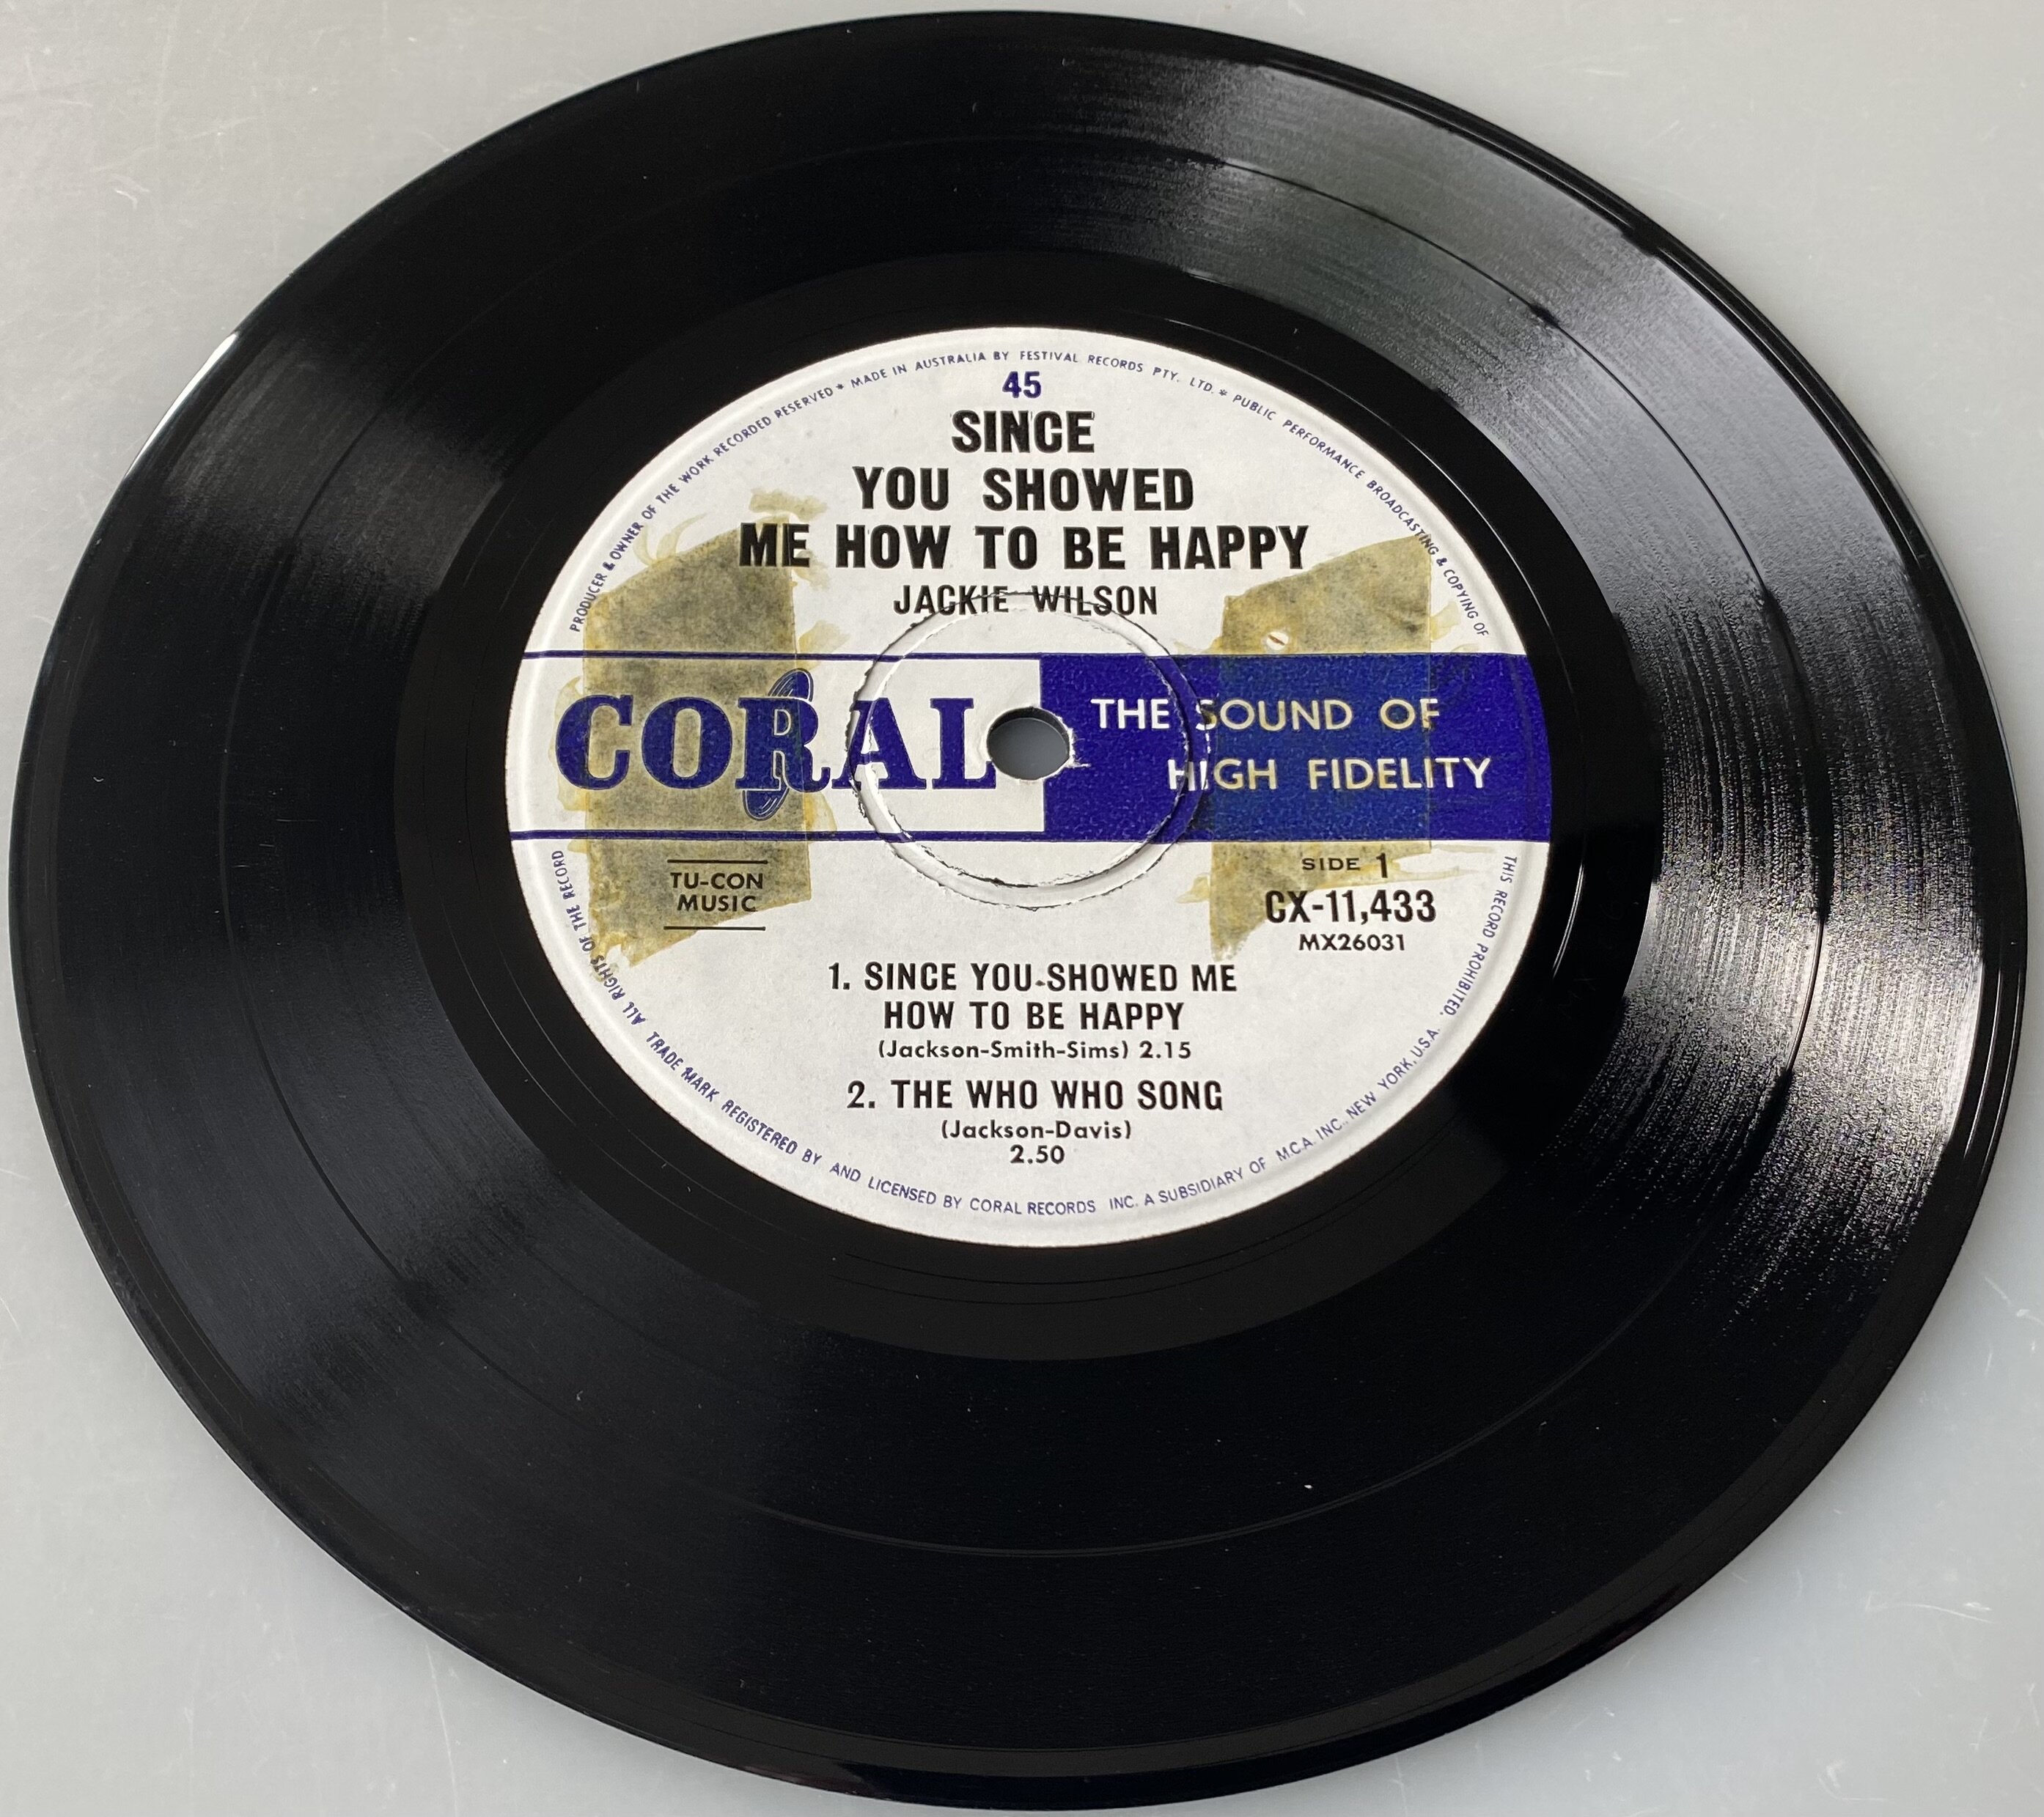 PRODUCER & OWNER OF THE WORK RECORDED RESERVED * MADE IN AUSTRALIA BY FESTIVAL RECORDS PTY. LTD. * PUBLIC PERFORMANCE BROADCASTING & COPYING OF
45
SINCE
YOU SHOWED
ME HOW TO BE HAPPY
JACKIE WILSON
CORAL
THE SOUND OF
HIGH FIDELITY
TU-CON
MUSIC
SIDE 1
CX-11,433
MX26031
1. SINCE YOU SHOWED ME
HOW TO BE HAPPY
(Jackson-Smith-Sims) 2.15
2. THE WHO WHO SONG
(Jackson-Davis)
2.50
THIS RECORD PROHIBITED.
ALL RIGHTS OF THE RECORD
TRADE MARK REGISTERED BY AND LICENSED BY CORAL RECORDS INC. A SUBSIDIARY OF M.C.A. INC., NEW YORK, U.S.A.